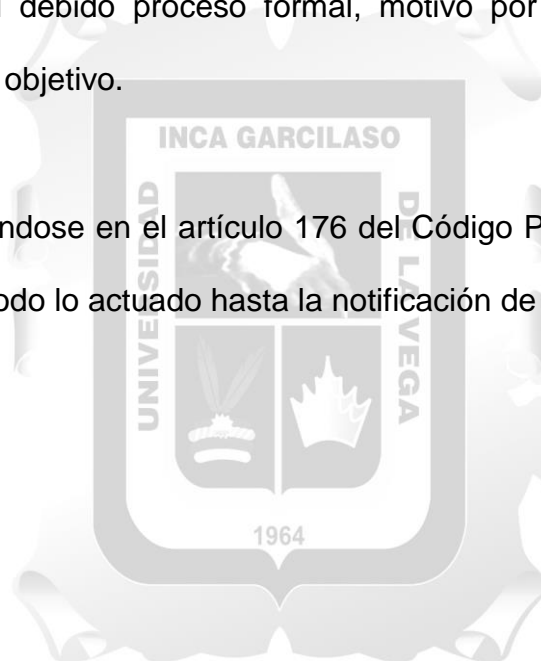 debido proceso formal, motivo por
objetivo.
INCA GARCILASO
UNIVERSIDAD
DE LA VEGA
ndose en el artículo 176 del Código P
odo lo actuado hasta la notificación de
1964